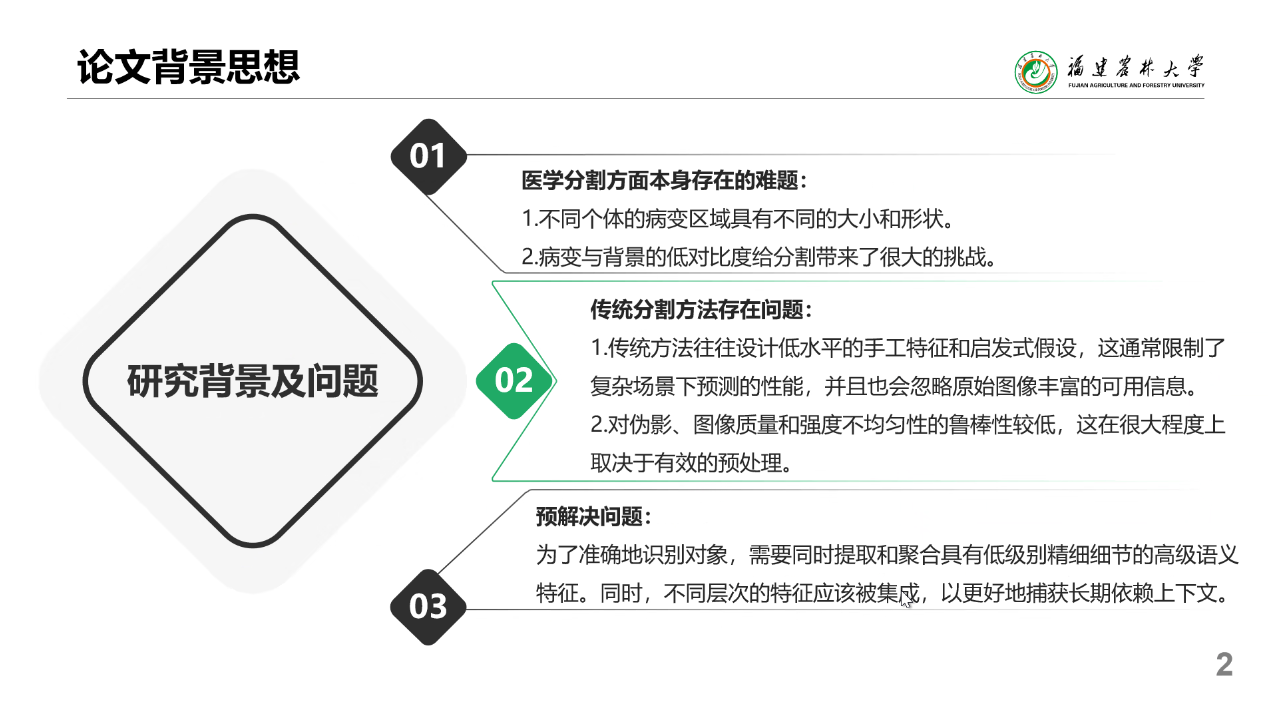 论文背景思想
福建农林大学
FUJIAN AGRICULTURE AND FORESTRY UNIVERSITY
研究背景及问题
01
医学分割方面本身存在的难题：
1.不同个体的病变区域具有不同的大小和形状。
2.病变与背景的低对比度给分割带来了很大的挑战。
02
传统分割方法存在问题：
1.传统方法往往设计低水平的手工特征和启发式假设，这通常限制了
复杂场景下预测的性能，并且也会忽略原始图像丰富的可用信息。
2.对伪影、图像质量和强度不均匀性的鲁棒性较低，这在很大程度上
取决于有效的预处理。
03
预解决问题：
为了准确地识别对象，需要同时提取和聚合具有低级别精细细节的高级语义
特征。同时，不同层次的特征应该被集成，以更好地捕获长期依赖上下文。
2